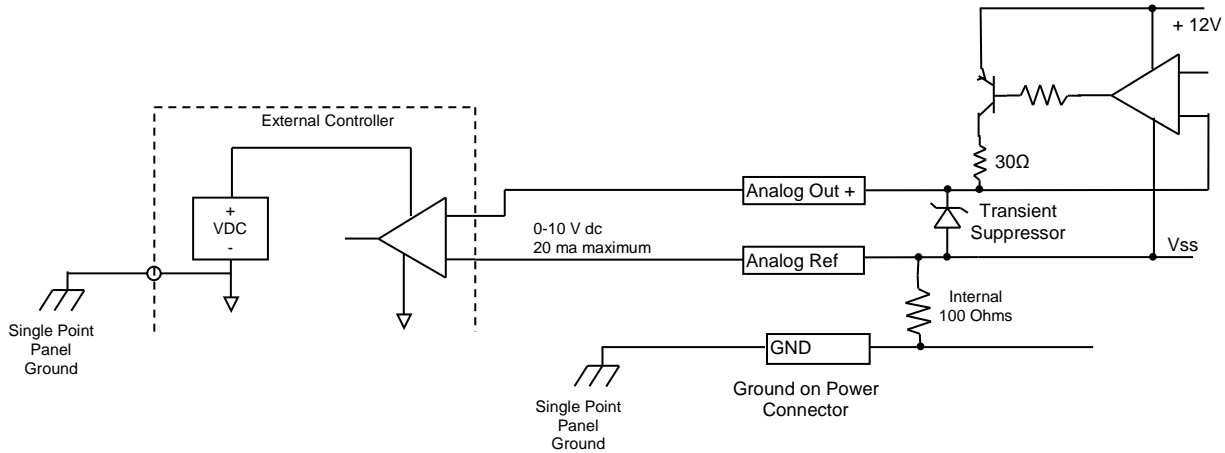 + 12V
External Controller
30Ω
+
VDC
-
Analog Out +
0-10 V dc
20 ma maximum
Transient
Suppressor
Analog Ref
Vss
Internal
100 Ohms
Single Point
Panel
Ground
GND
Ground on Power
Connector
Single Point
Panel
Ground